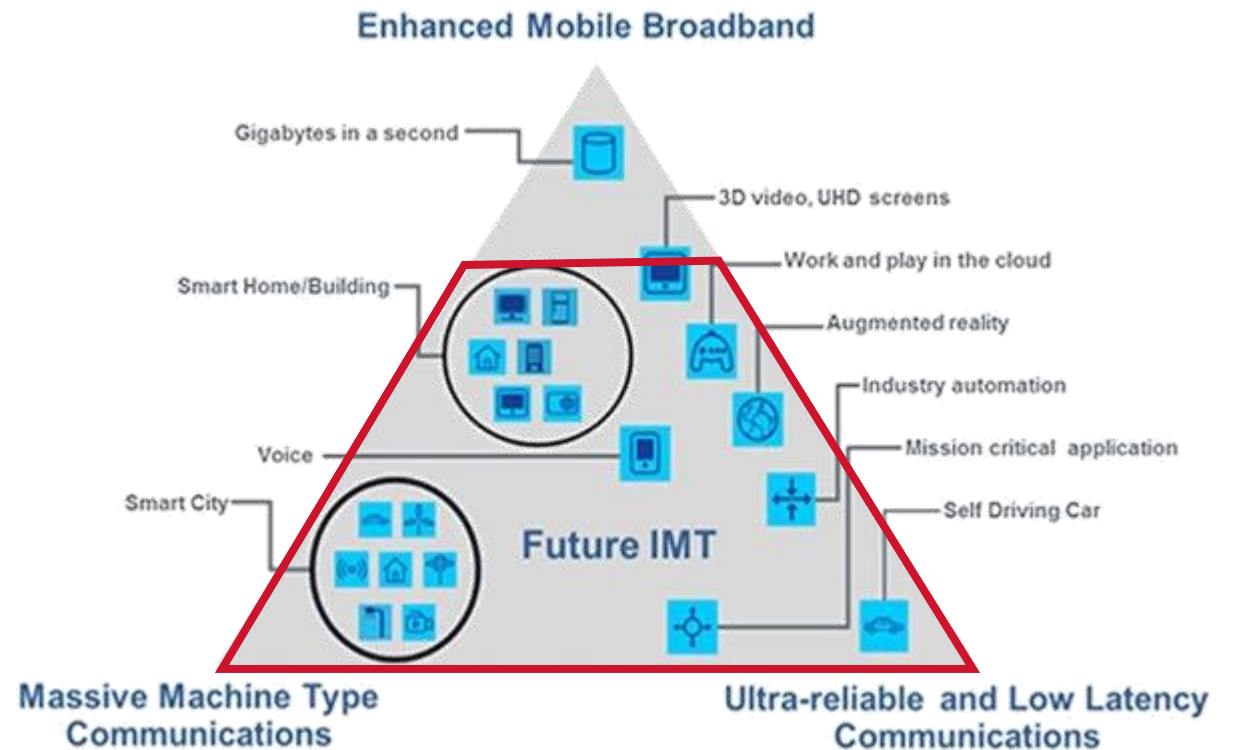 Enhanced Mobile Broadband
Gigabytes in a second
3D video, UHD screens
Work and play in the cloud
Smart Home/Building
Augmented reality
Industry automation
Mission critical application
Voice
Smart City
Self Driving Car
Future IMT
Massive Machine Type
Communications
Ultra-reliable and Low Latency
Communications